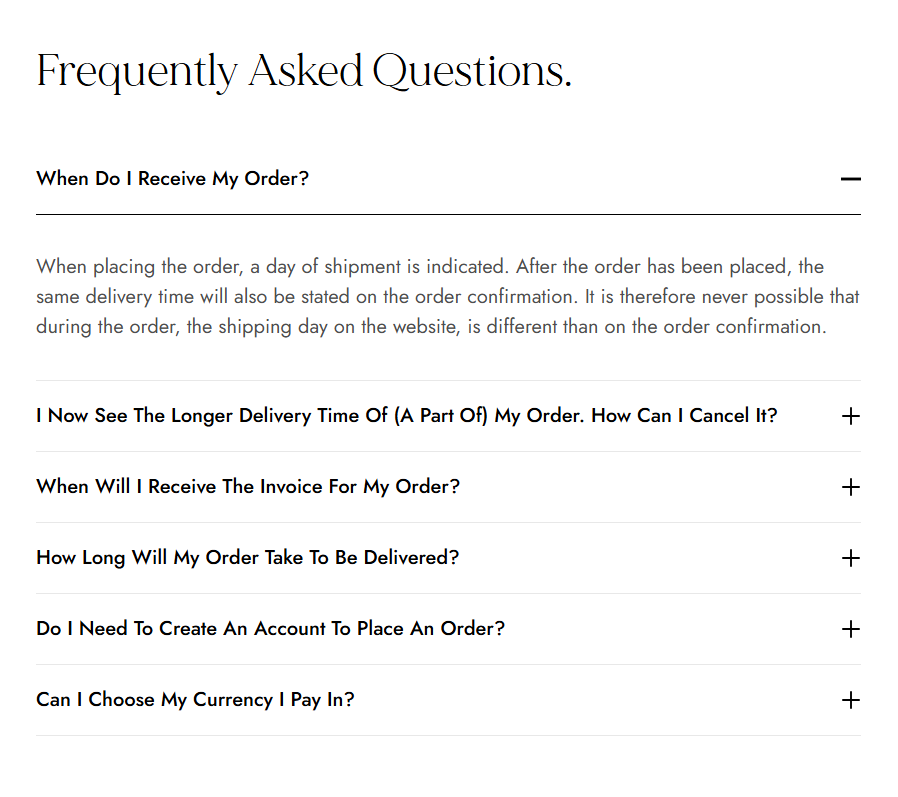 Frequently Asked Questions.
When Do I Receive My Order?
When placing the order, a day of shipment is indicated. After the order has been placed, the
same delivery time will also be stated on the order confirmation. It is therefore never possible that
during the order, the shipping day on the website, is different than on the order confirmation.
I Now See The Longer Delivery Time Of (A Part Of) My Order. How Can I Cancel It?
When Will I Receive The Invoice For My Order?
How Long Will My Order Take To Be Delivered?
Do I Need To Create An Account To Place An Order?
Can I Choose My Currency I Pay In?